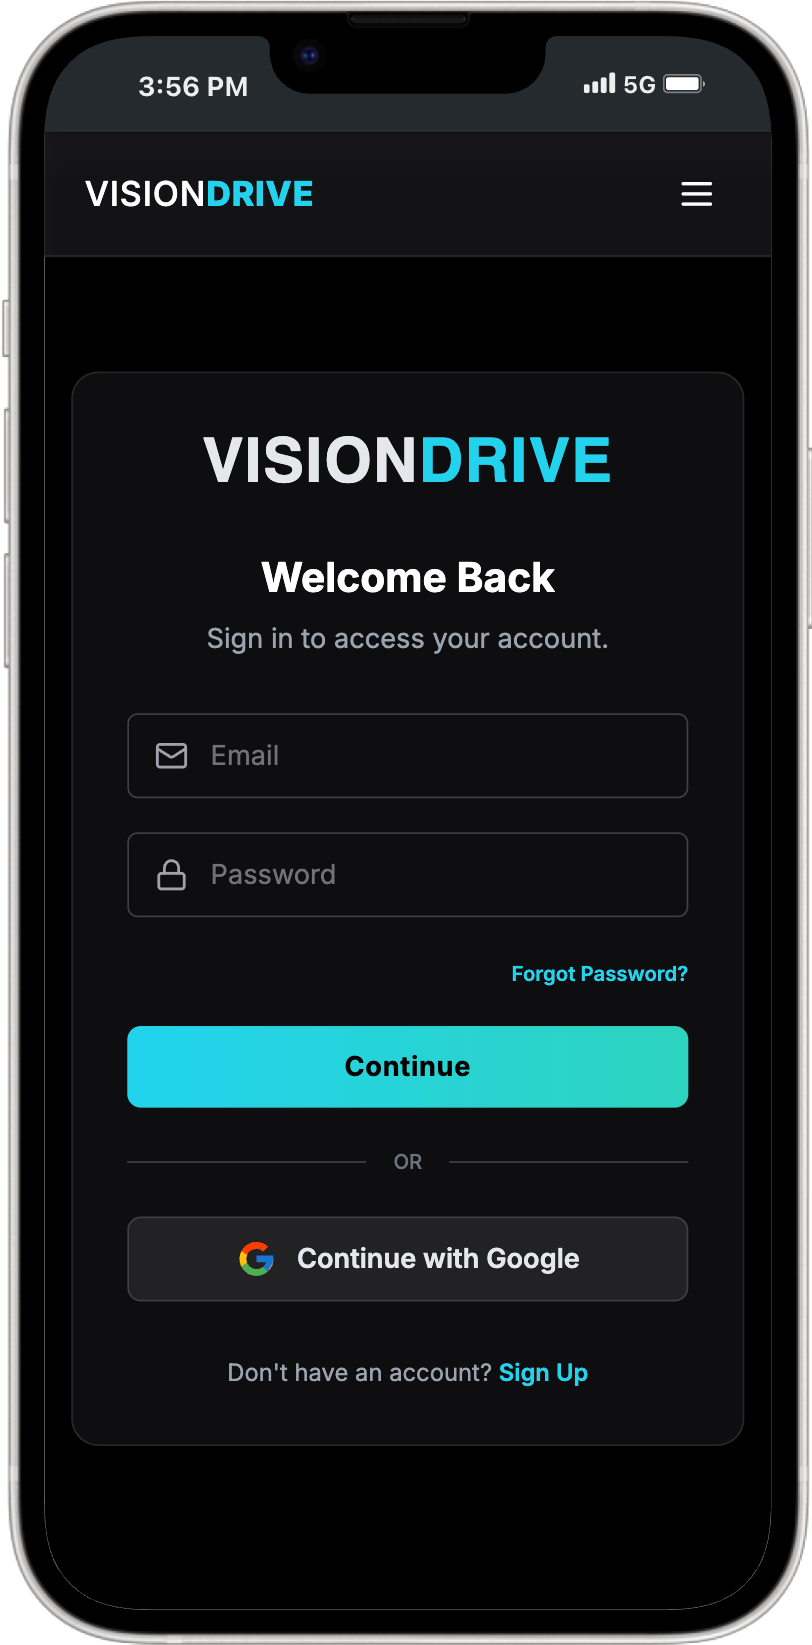 3:56 PM 5G
VISIONDRIVE
VISIONDRIVE
Welcome Back
Sign in to access your account.
Email
Password
Forgot Password?
Continue
OR
Continue with Google
Don't have an account? Sign Up